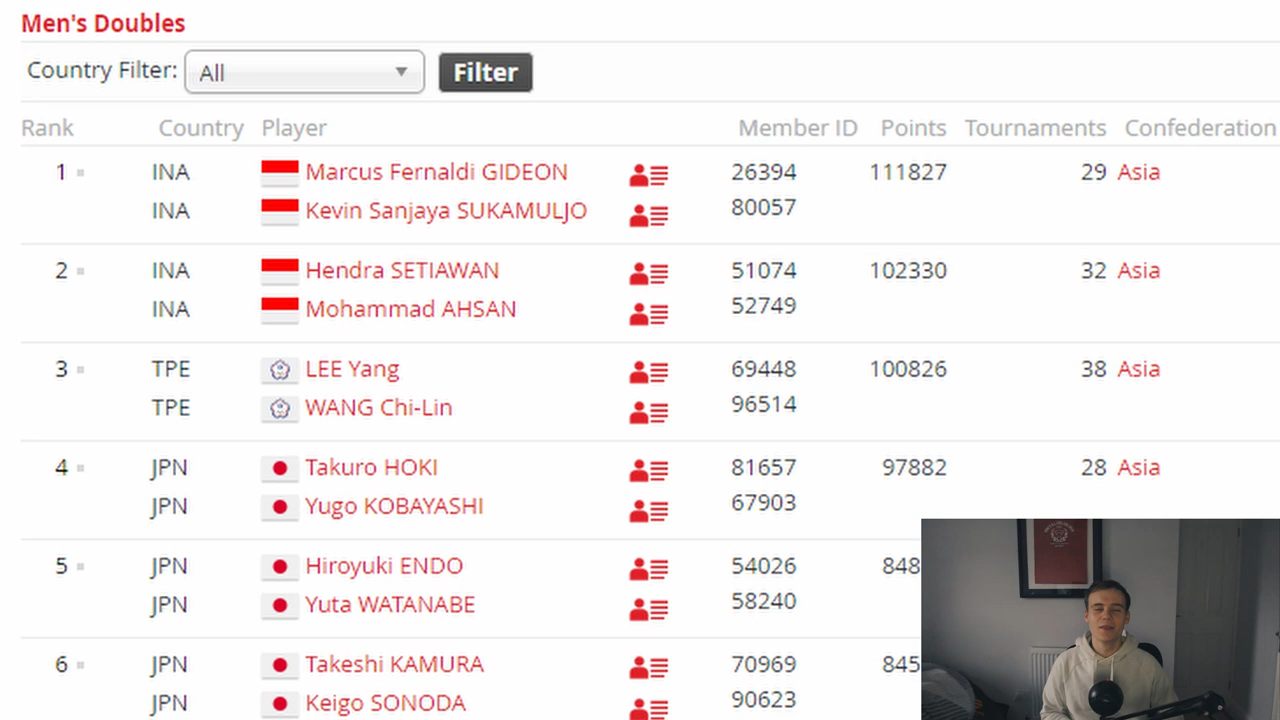 Men's Doubles
Country Filter: All Filter
Rank Country Player Member ID Points Tournaments Confederation
1 INA Marcus Fernaldi GIDEON 26394 111827 29 Asia
INA Kevin Sanjaya SUKAMULJO 80057
2 INA Hendra SETIAWAN 51074 102330 32 Asia
INA Mohammad AHSAN 52749
3 TPE LEE Yang 69448 100826 38 Asia
TPE WANG Chi-Lin 96514
4 JPN Takuro HOKI 81657 97882 28 Asia
JPN Yugo KOBAYASHI 67903
5 JPN Hiroyuki ENDO 54026 848
JPN Yuta WATANABE 58240
6 JPN Takeshi KAMURA 70969 845
JPN Keigo SONODA 90623